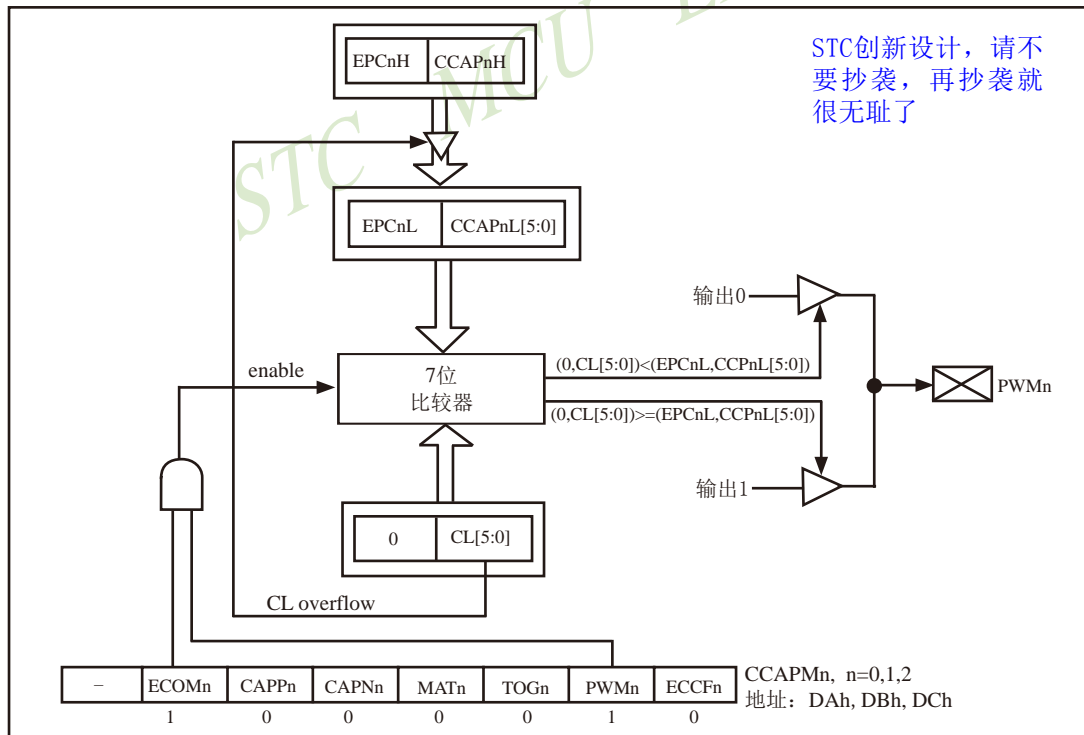 STC MCU
STC创新设计，请不
要抄袭，再抄袭就
很无耻了
EPCnH CCAPnH
EPCnL CCAPnL[5:0]
输出0
enable
7位
比较器
(0,CL[5:0])<(EPCnL,CCPnL[5:0])
PWMn
(0,CL[5:0])>=(EPCnL,CCPnL[5:0])
输出1
0 CL[5:0]
CL overflow
– ECOMn CAPPn CAPNn MATn TOGn PWMn ECCFn
CCAPMn, n=0,1,2
地址：DAh, DBh, DCh
1 0 0 0 0 1 0